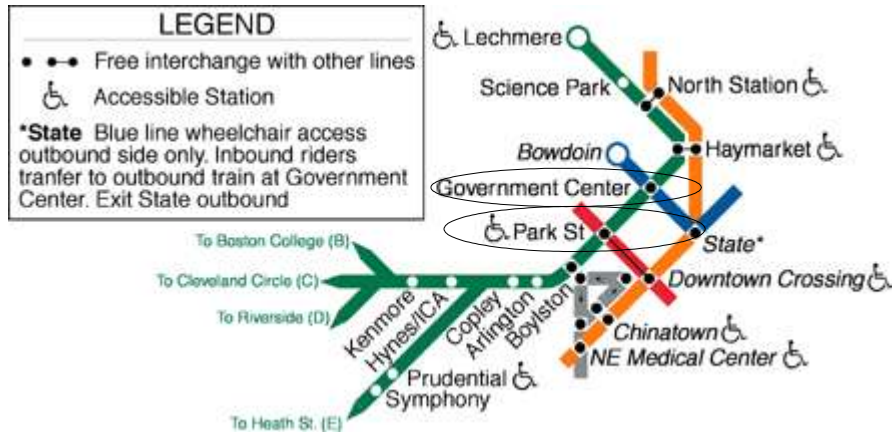 LEGEND
Free interchange with other lines
Accessible Station
*State Blue line wheelchair access
outbound side only. Inbound riders
tranfer to outbound train at Government
Center. Exit State outbound
Lechmere
Science Park
North Station
Bowdoin
Haymarket
Government Center
Park St
State*
To Boston College (B)
To Cleveland Circle (C)
Downtown Crossing
To Riverside (D)
Kenmore
Hynes/ICA
Copley
Arlington
Boylston
Chinatown
NE Medical Center
Prudential
Symphony
To Heath St. (E)